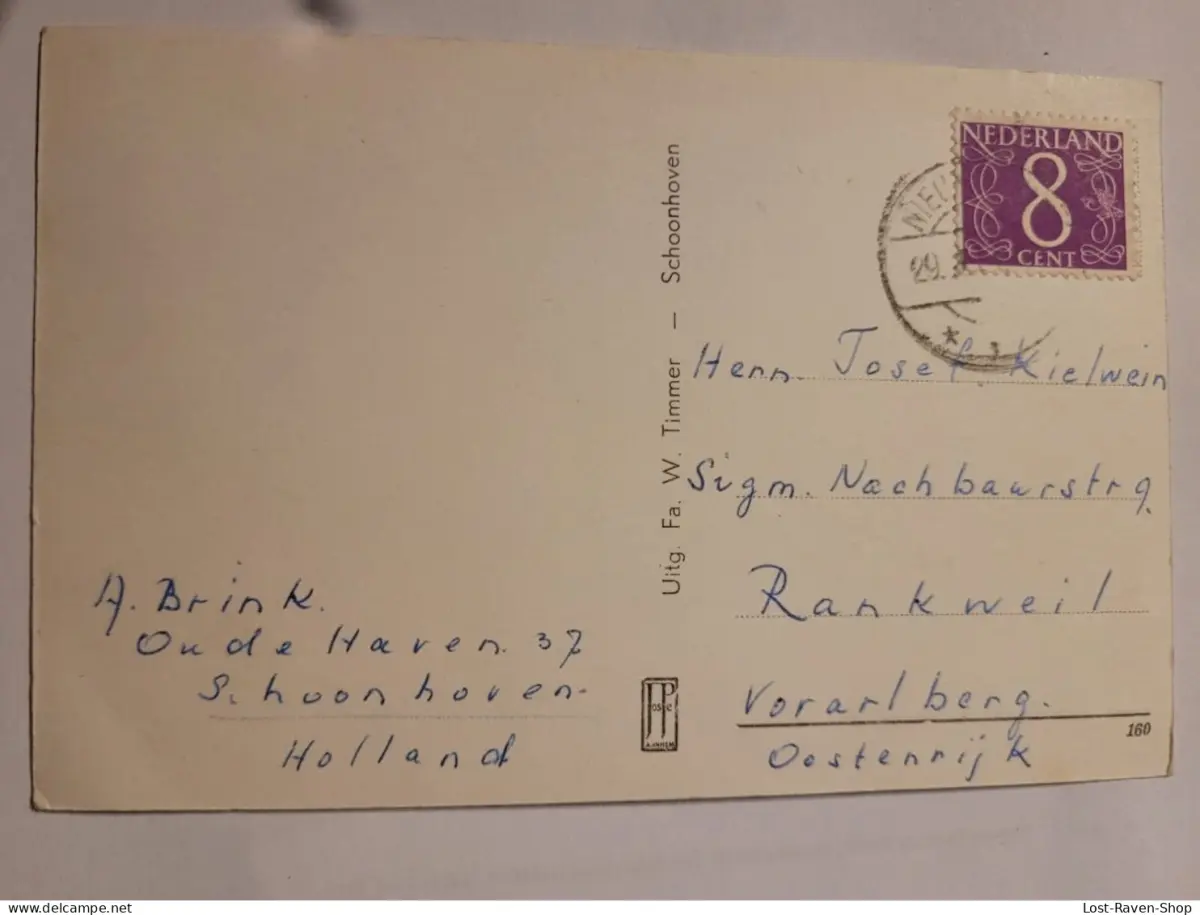 NEDERLAND
8
CENT
29.
Uitg. Fa. W. Timmer – Schoonhoven
Herrn. Josef. Kielwein
Sigm. Nachbaurstr 9.
Rankweil
Vorarlberg.
Oostenrijk
160
A. Brink.
Oude Haven. 37
Schoonhoven.
Holland
Lost-Raven-Shop
delcampe.net